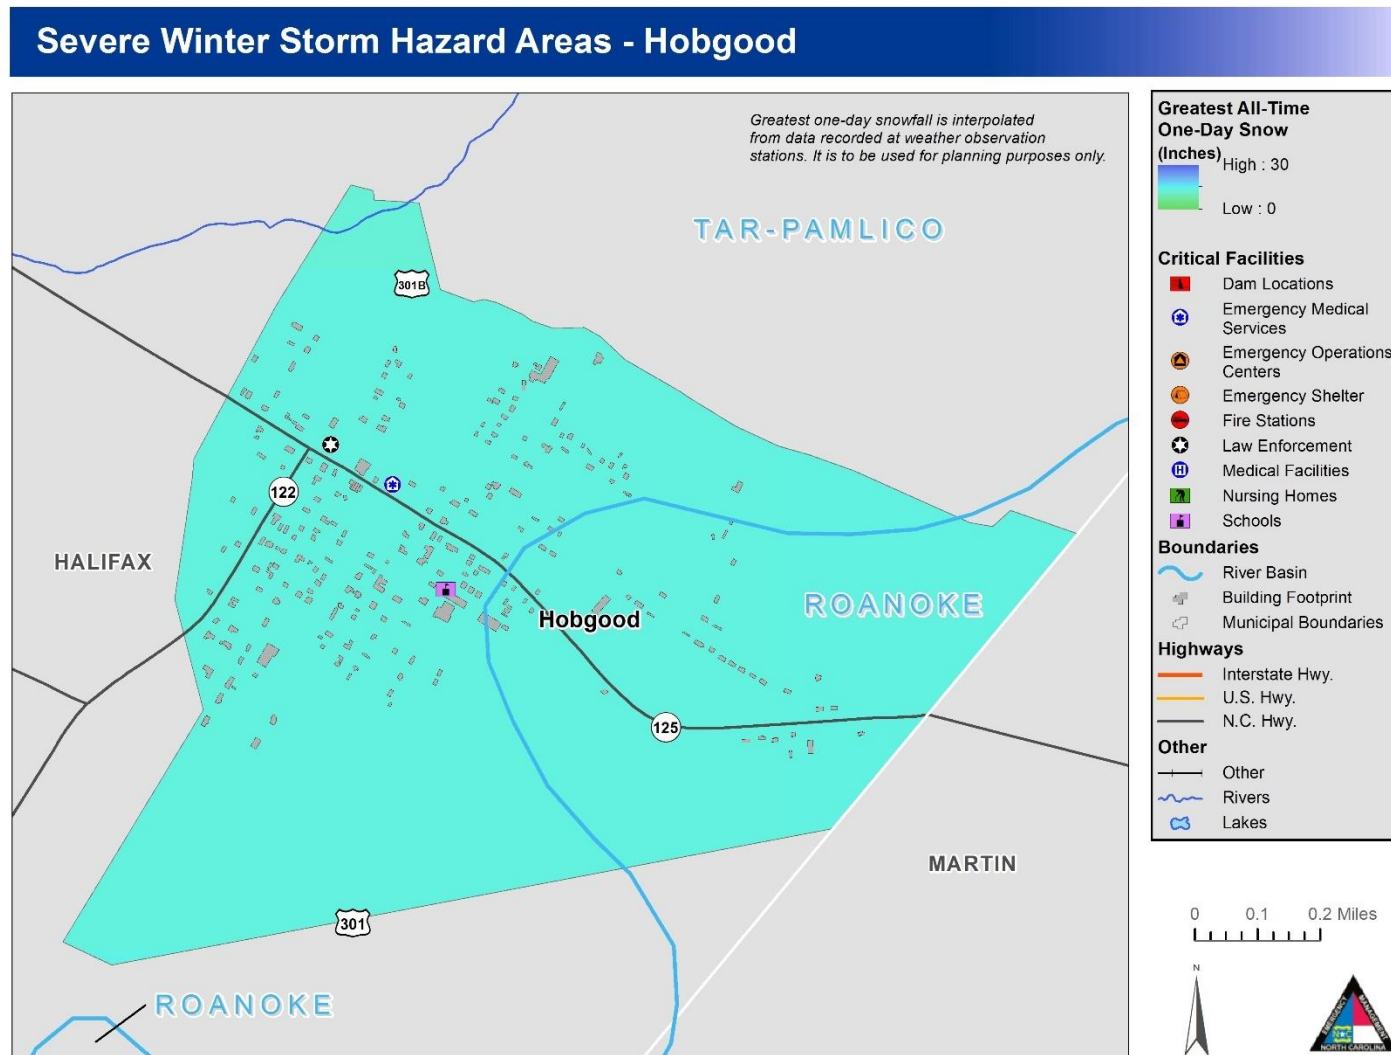 Severe Winter Storm Hazard Areas - Hobgood
Greatest one-day snowfall is interpolated
from data recorded at weather observation
stations. It is to be used for planning purposes only.
TAR-PAMLICO
301B
122
HALIFAX
ROANOKE
Hobgood
125
MARTIN
301
ROANOKE
Greatest All-Time
One-Day Snow
(Inches)
High : 30
Low : 0
Critical Facilities
Dam Locations
Emergency Medical
Services
Emergency Operations
Centers
Emergency Shelter
Fire Stations
Law Enforcement
H
Medical Facilities
Nursing Homes
Schools
Boundaries
River Basin
Building Footprint
Municipal Boundaries
Highways
Interstate Hwy.
U.S. Hwy.
N.C. Hwy.
Other
Other
Rivers
Lakes
0 0.1 0.2 Miles
N
EMERGENCY
MANAGEMENT
NORTH CAROLINA